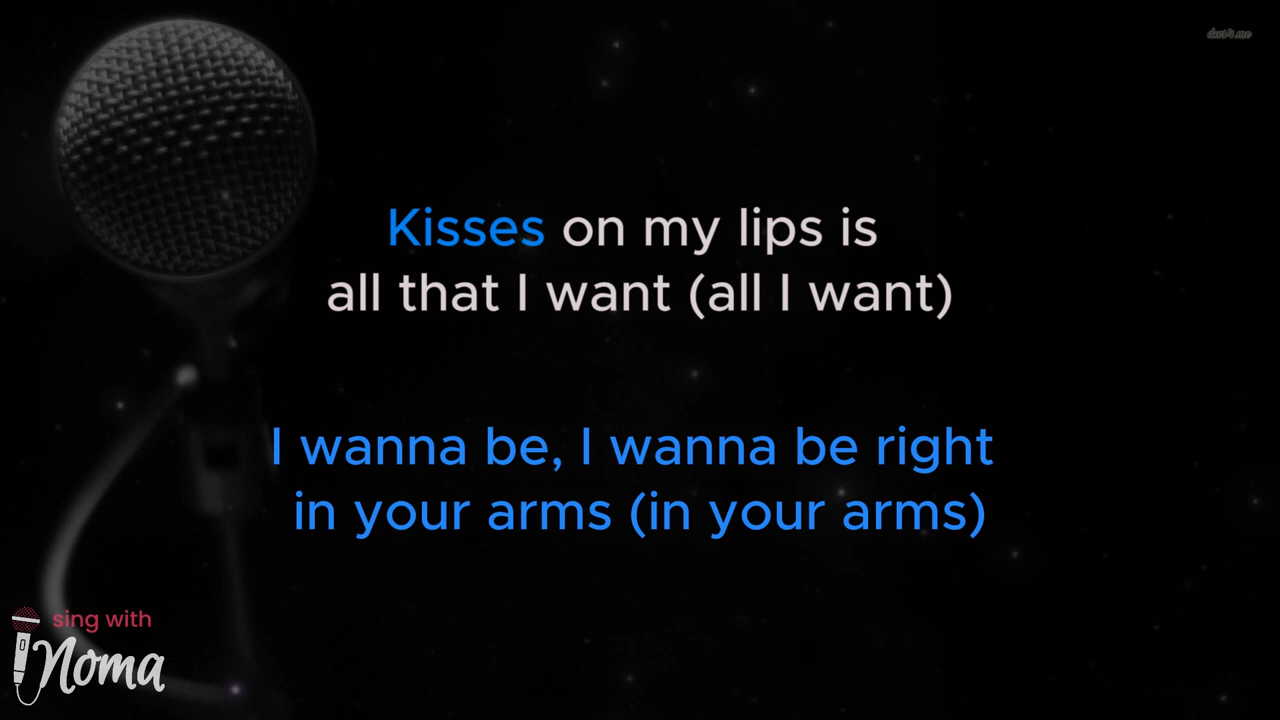 Kisses on my lips is
all that I want (all I want)
I wanna be, I wanna be right
in your arms (in your arms)
sing with
Noma